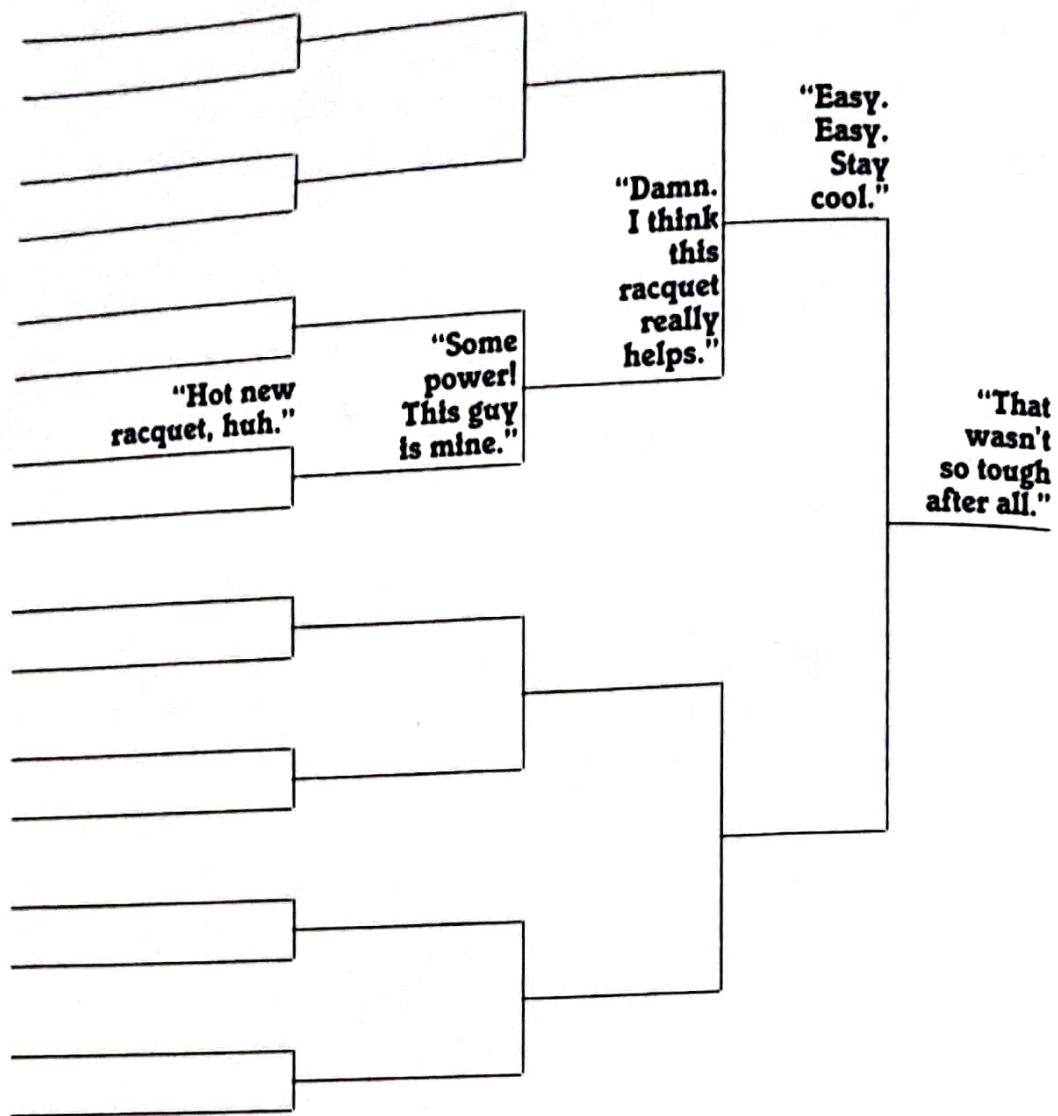 “Hot new
racquet, huh.”
“Some
power!
This guy
is mine.”
“Damn.
I think
this
racquet
really
helps.”
“Easy.
Easy.
Stay
cool.”
“That
wasn't
so tough
after all.”